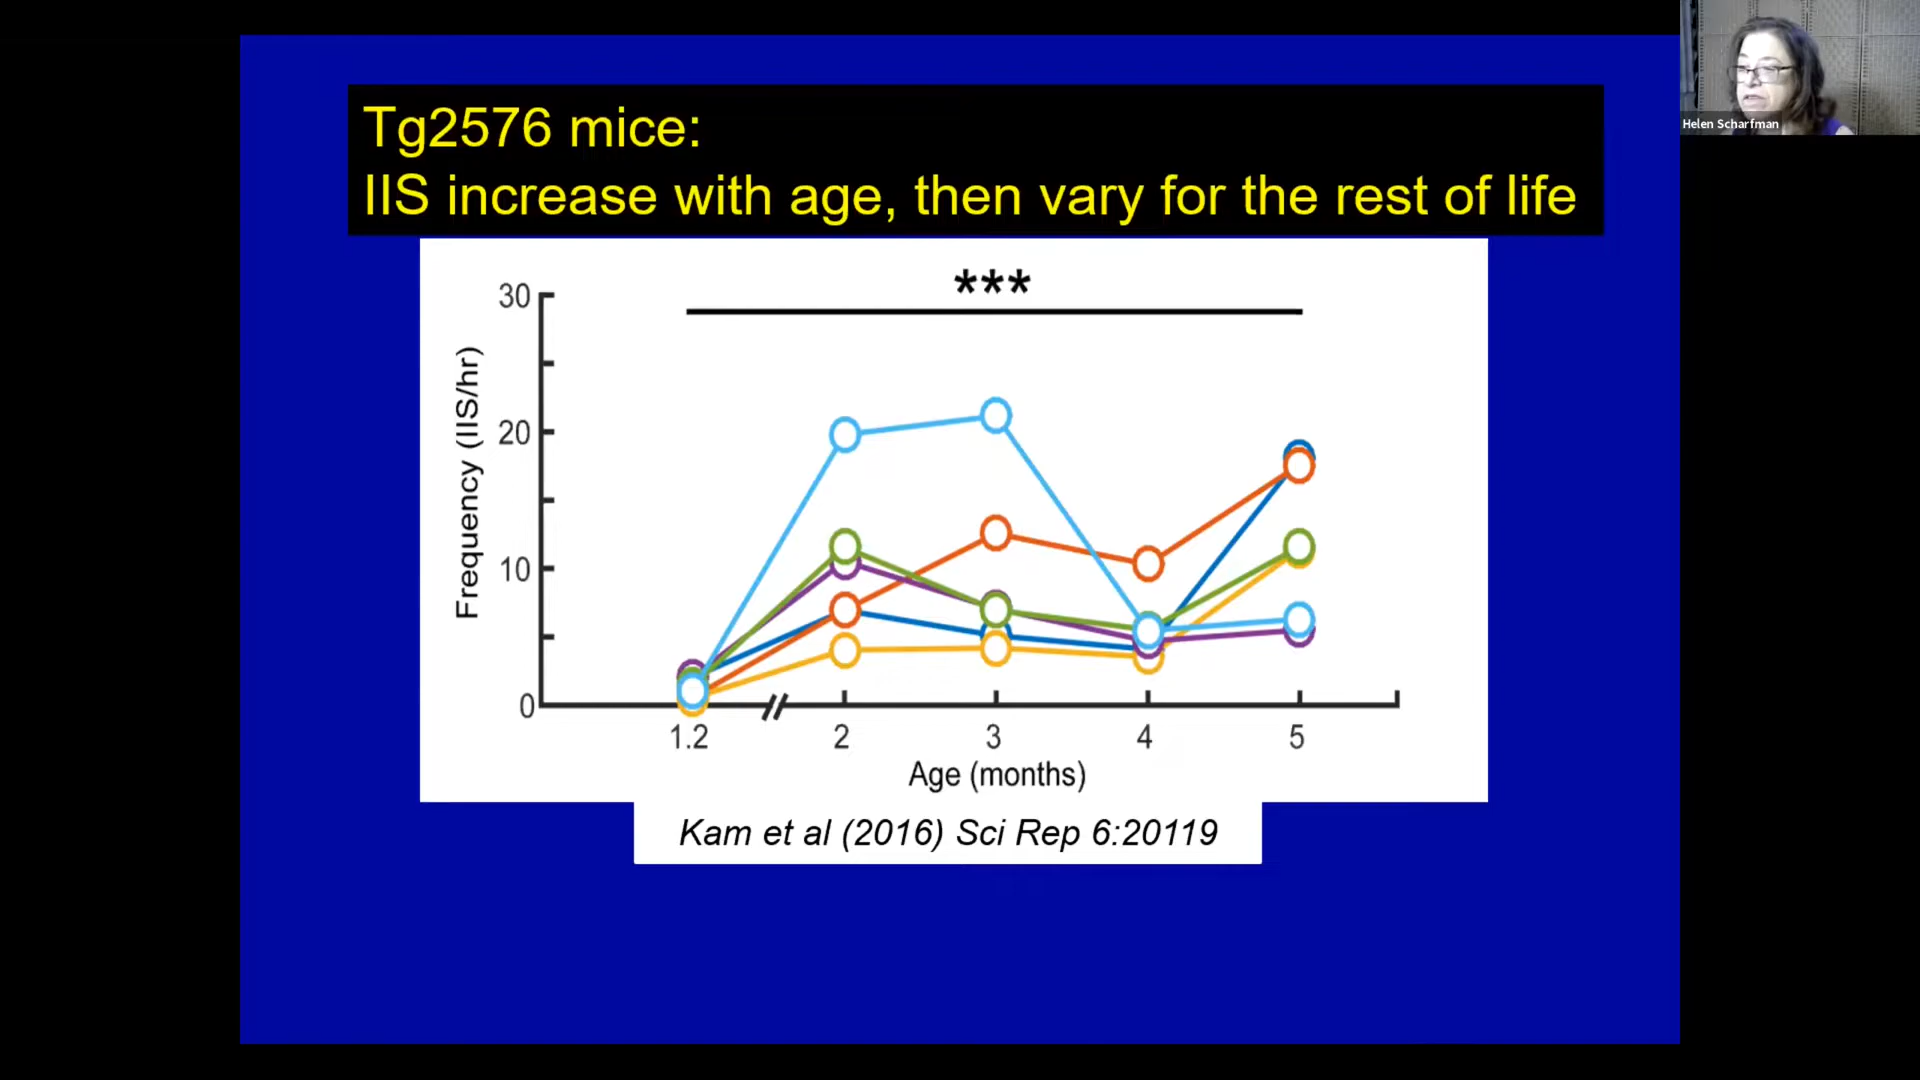 Tg2576 mice:
IIS increase with age, then vary for the rest of life
Helen Scharfman
***
30
20
10
0
Frequency (IIS/hr)
1.2 2 3 4 5
Age (months)
Kam et al (2016) Sci Rep 6:20119